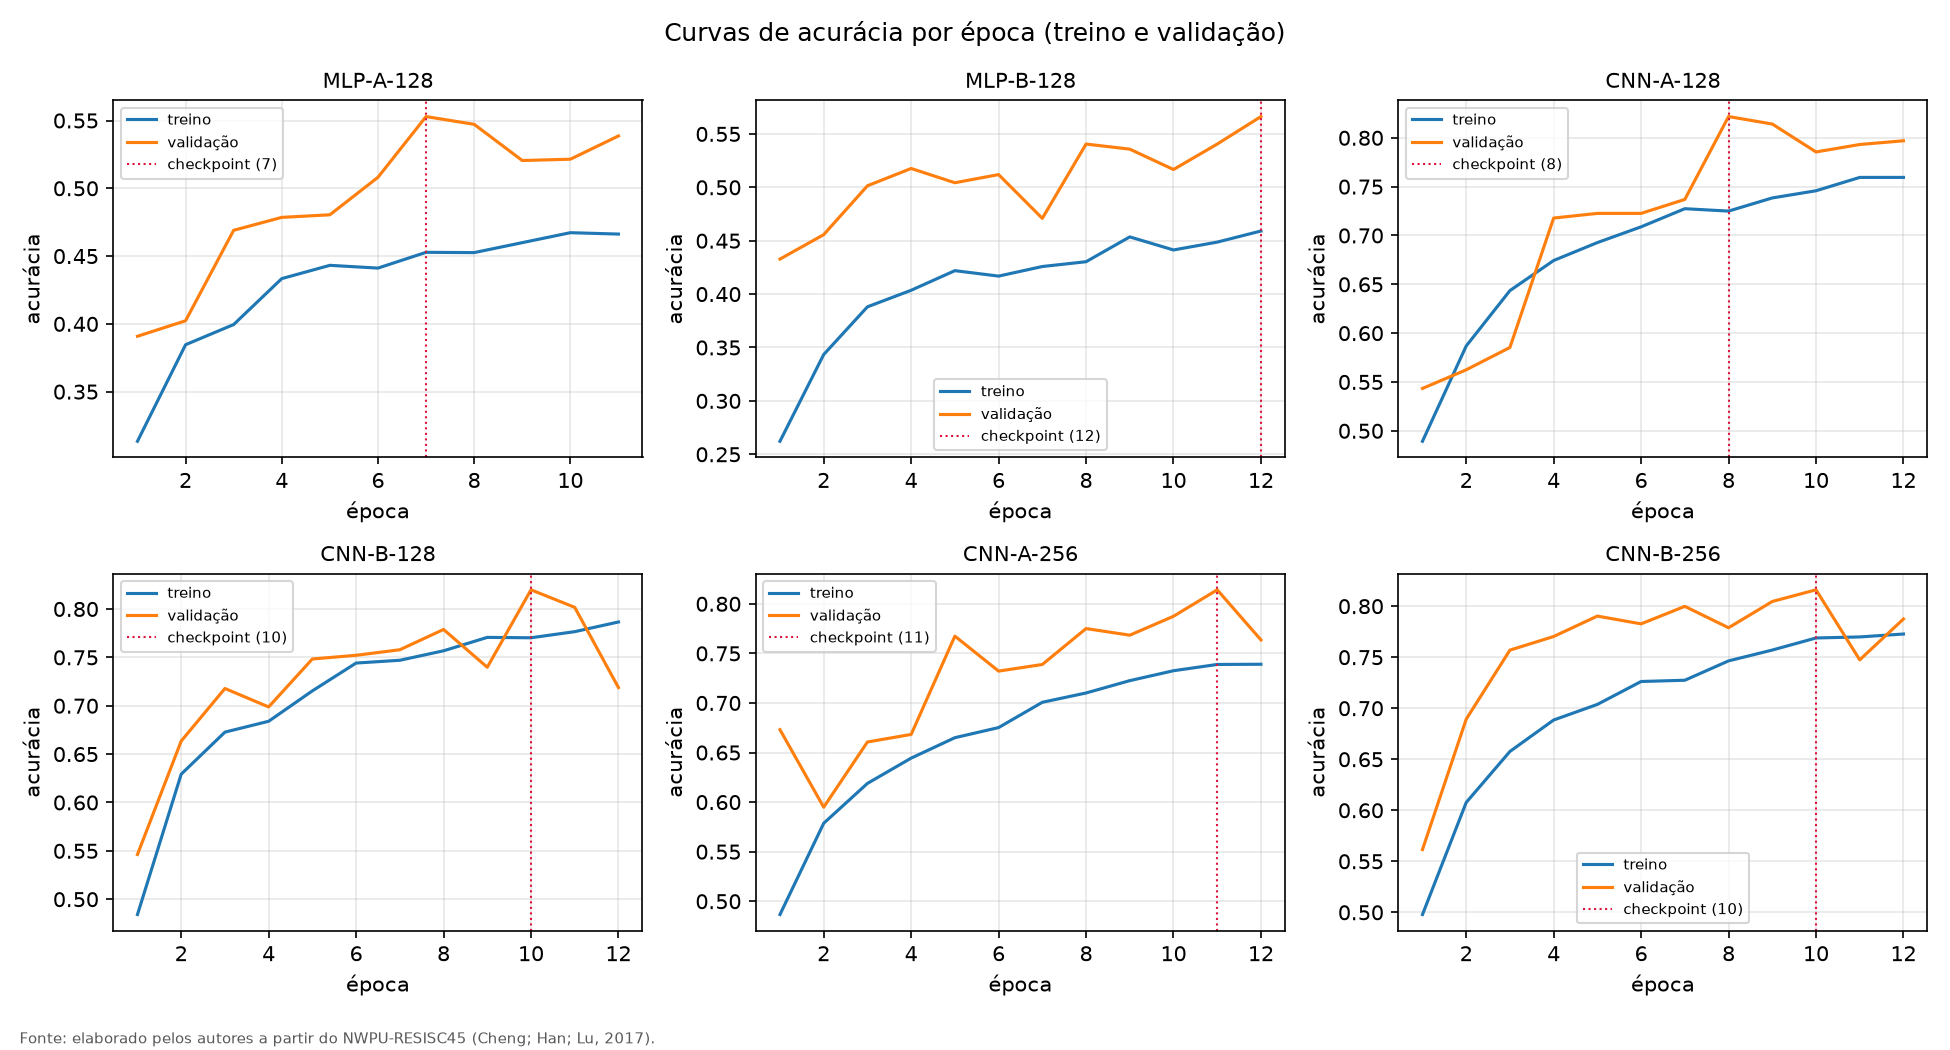 Curvas de acurácia por época (treino e validação)
MLP-A-128
treino
validação
checkpoint (7)
0.55
0.50
0.45
0.40
0.35
acurácia
2 4 6 8 10
época
MLP-B-128
0.55
0.50
0.45
0.40
0.35
0.30
0.25
acurácia
treino
validação
checkpoint (12)
2 4 6 8 10 12
época
CNN-A-128
treino
validação
checkpoint (8)
0.80
0.75
0.70
0.65
0.60
0.55
0.50
acurácia
2 4 6 8 10 12
época
CNN-B-128
treino
validação
checkpoint (10)
0.80
0.75
0.70
0.65
0.60
0.55
0.50
acurácia
2 4 6 8 10 12
época
CNN-A-256
treino
validação
checkpoint (11)
0.80
0.75
0.70
0.65
0.60
0.55
0.50
acurácia
2 4 6 8 10 12
época
CNN-B-256
0.80
0.75
0.70
0.65
0.60
0.55
0.50
acurácia
treino
validação
checkpoint (10)
2 4 6 8 10 12
época
Fonte: elaborado pelos autores a partir do NWPU-RESISC45 (Cheng; Han; Lu, 2017).